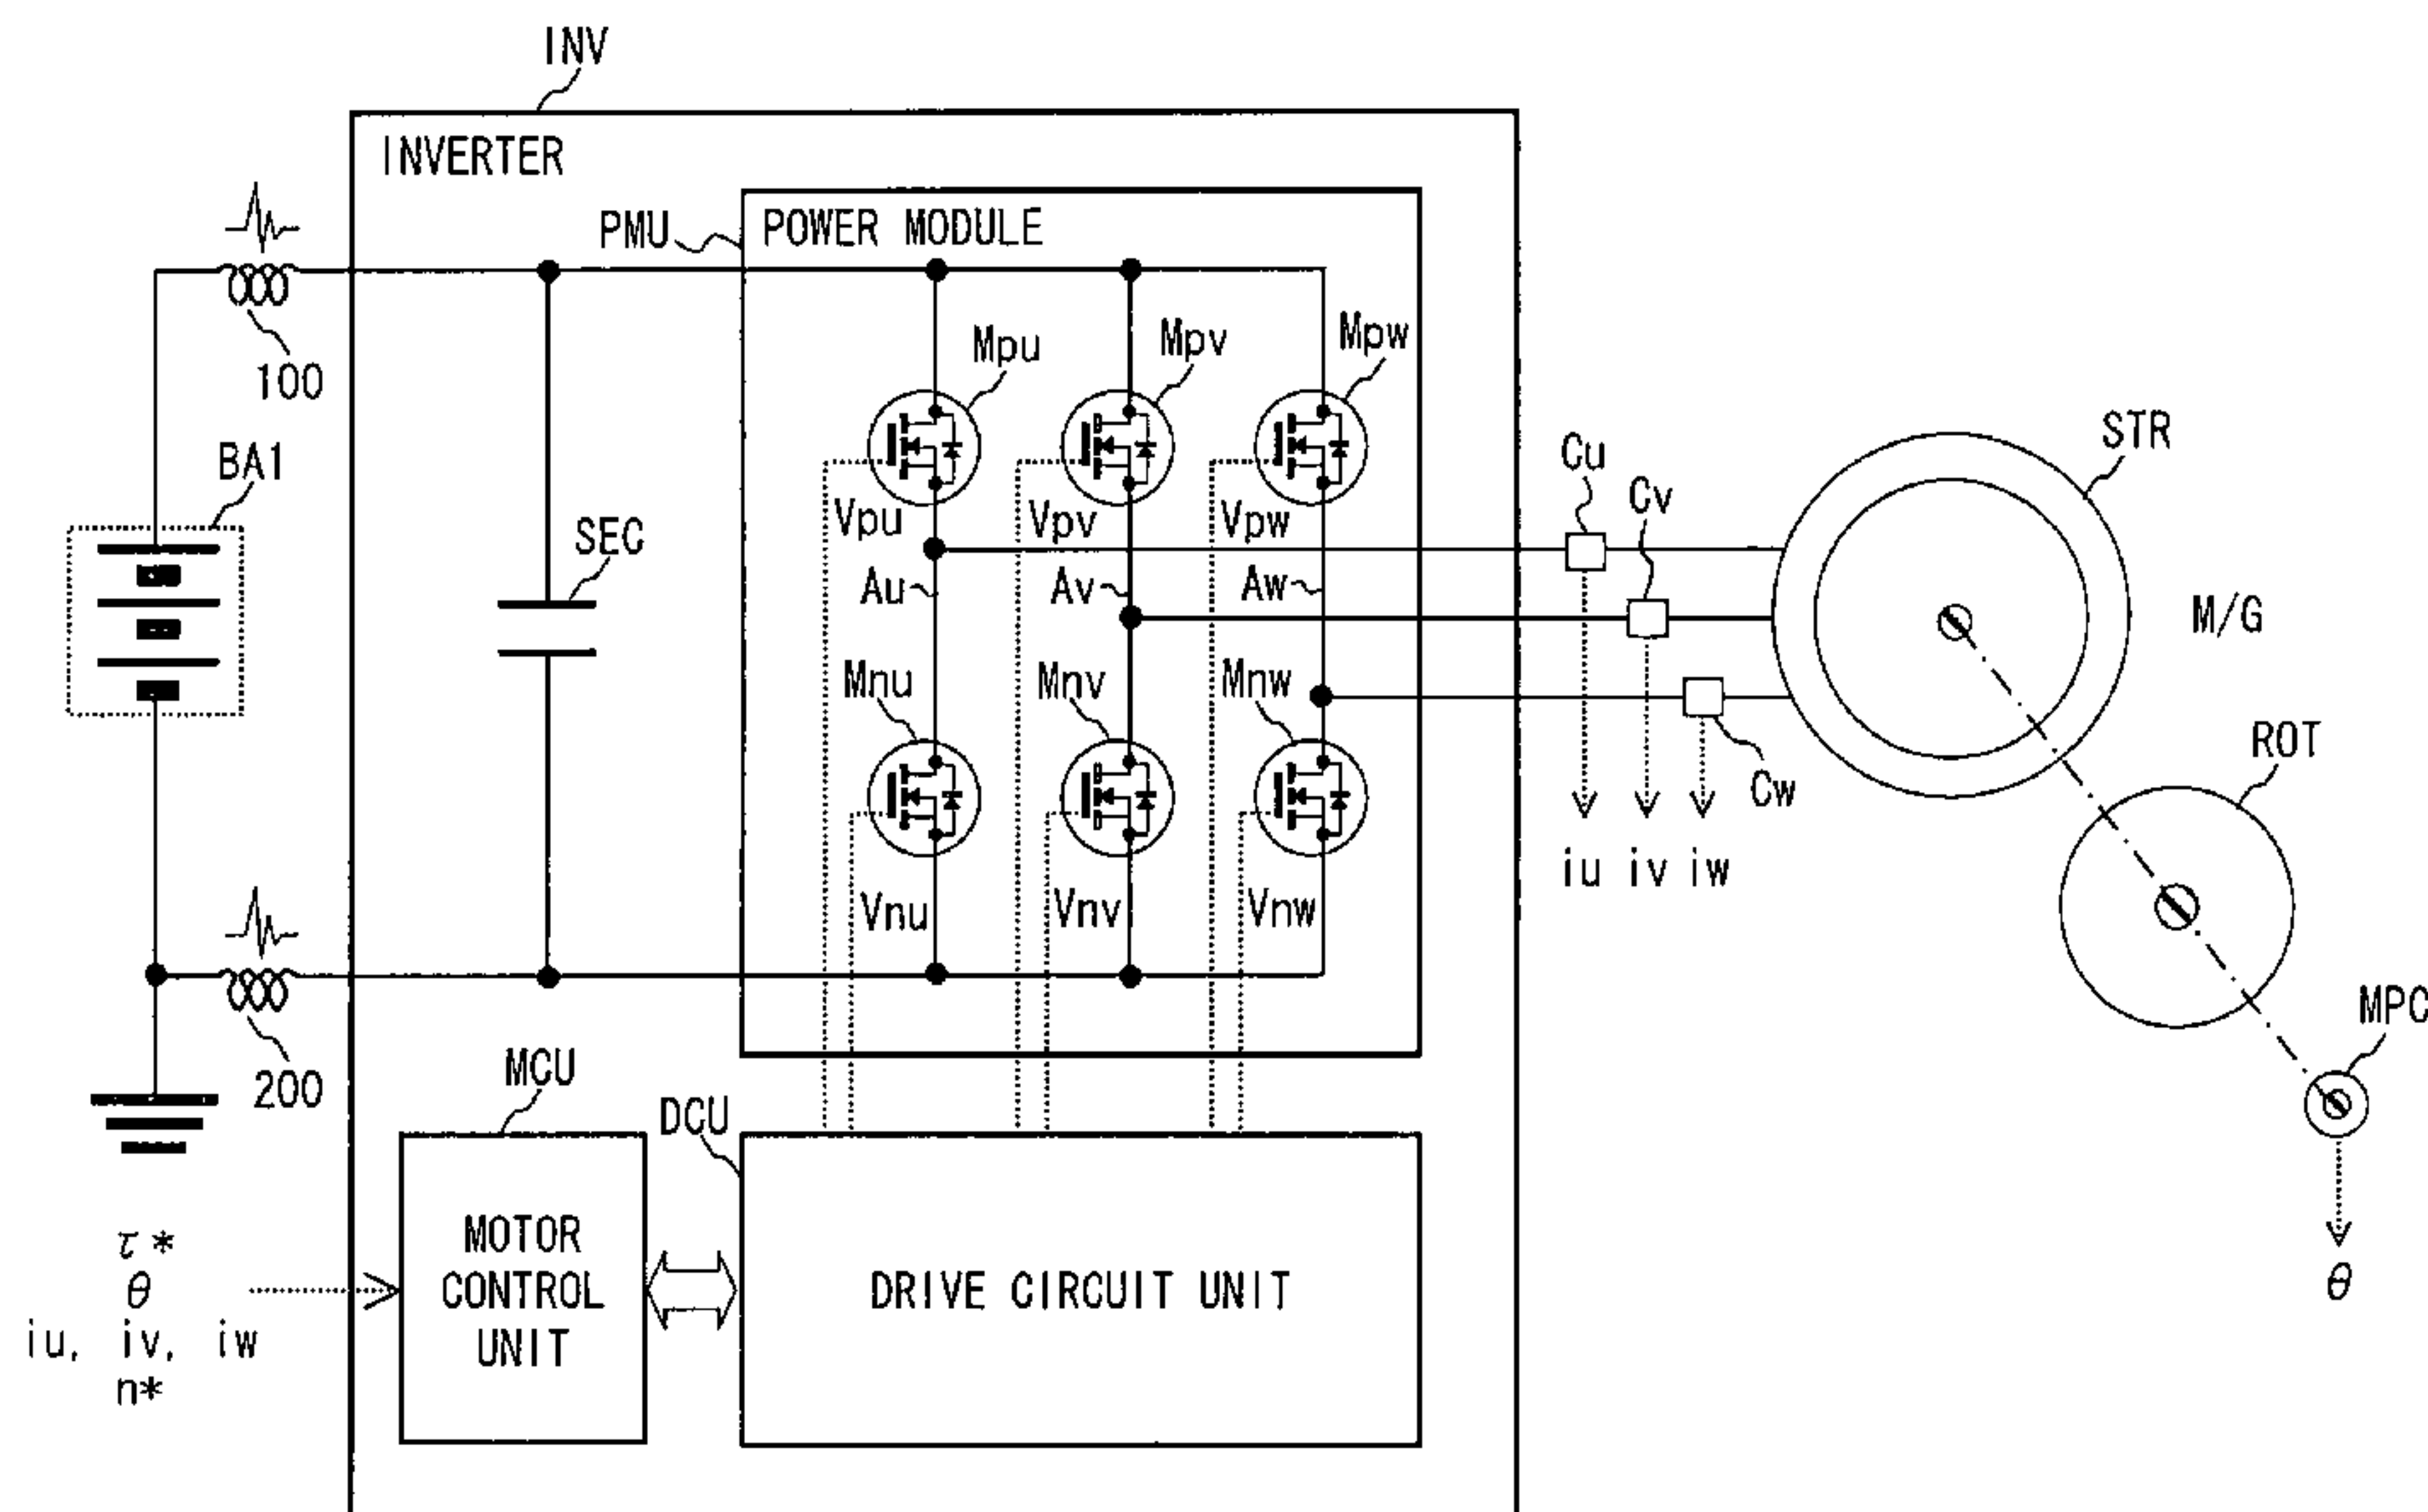 INV
INVERTER
PMU
POWER MODULE
100
Mpu
Mpv
Mpw
BA1
SEC
Vpu
Vpv
Vpw
Cu
Cv
STR
Au
Av
Aw
M/G
Mnu
Mnv
Mnw
Cw
ROT
iu iv iw
Vnu
Vnv
Vnw
MPC
200
MCU
DCU
τ*
θ
iu, iv, iw
n*
MOTOR
CONTROL
UNIT
DRIVE CIRCUIT UNIT
θ